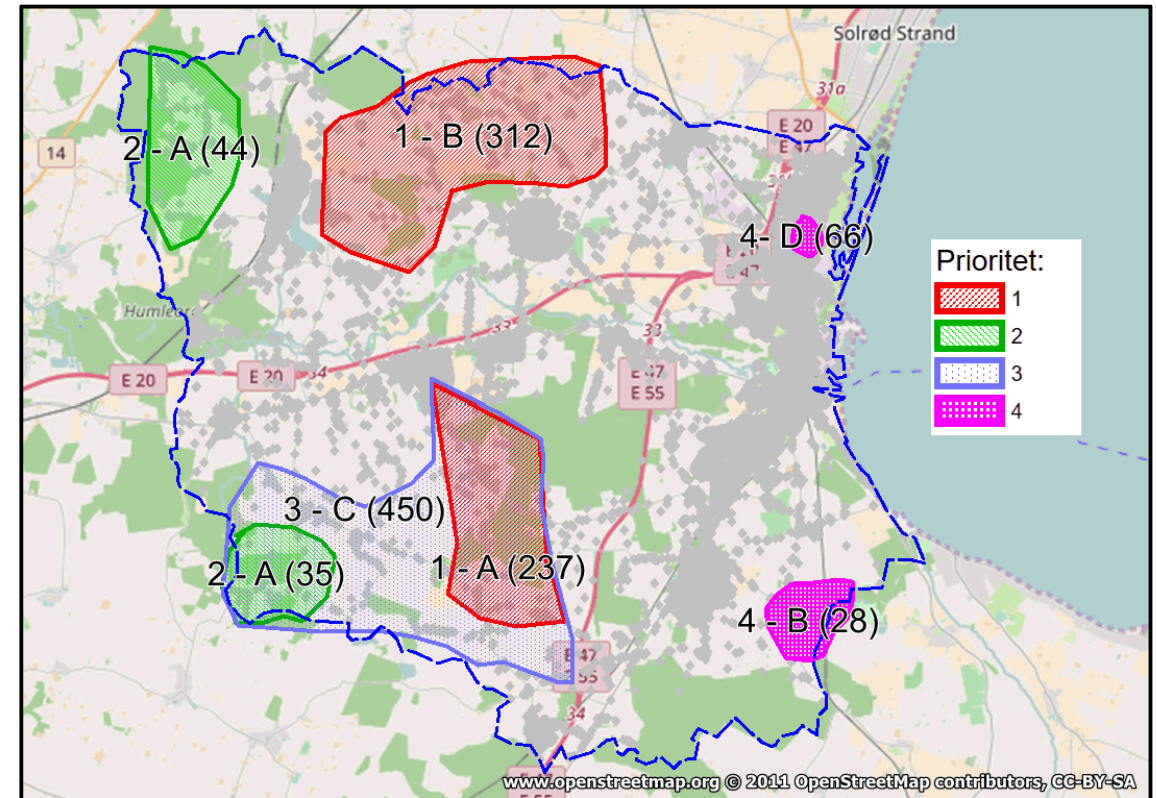 Solrød Strand
31a
E 20
E 47
14
2 - A (44)
1 - B (312)
4- D (66)
Prioritet:
1
2
3
4
33
33
E 20
E 20
34
E 47
E 55
3 - C (450)
2 - A (35)
1 - A (237)
4 - B (28)
E 47
55
34
www.openstreetmap.org © 2011 OpenStreetMap contributors, CC-BY-SA